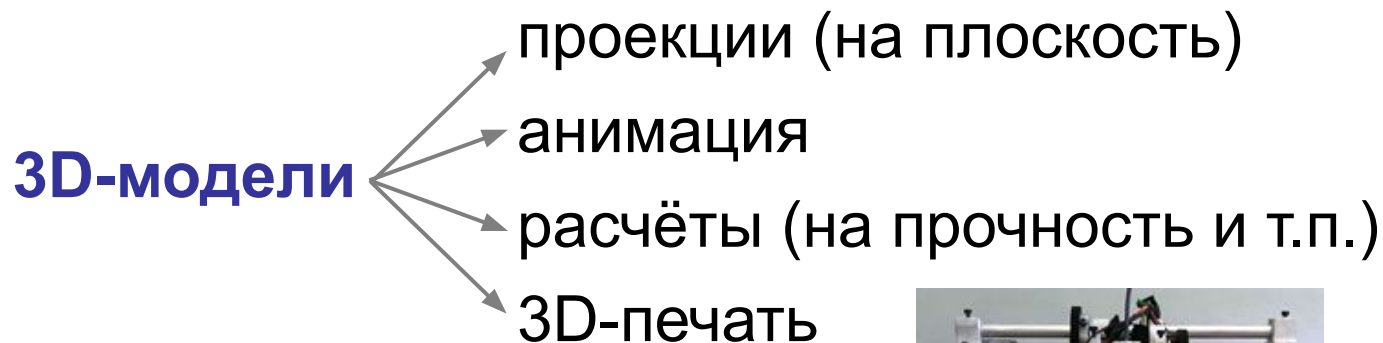 проекции (на плоскость)
анимация
3D-модели
расчёты (на прочность и т.п.)
3D-печать